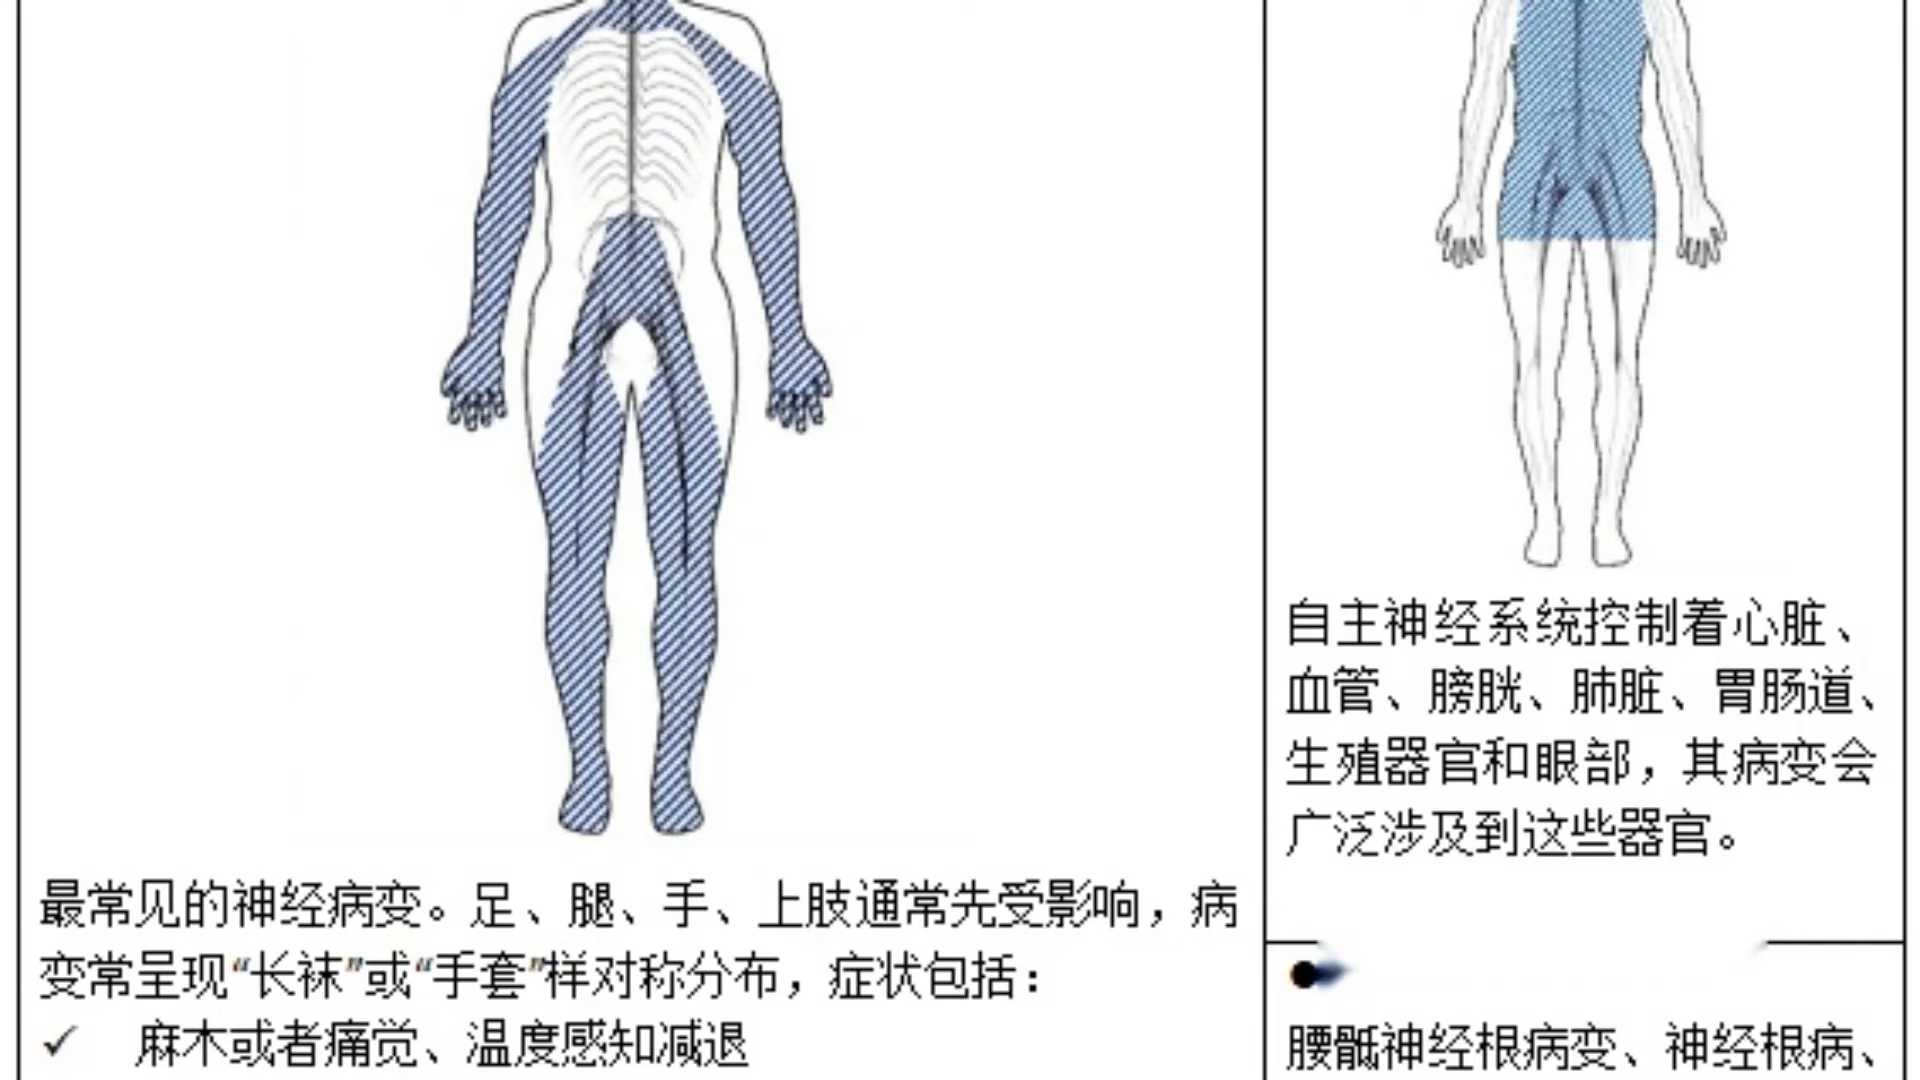 最常见的神经病变。足、腿、手、上肢通常先受影响，病
变常呈现“长袜”或“手套”样对称分布，症状包括：
✓ 麻木或者痛觉、温度感知减退
自主神经系统控制着心脏、
血管、膀胱、肺脏、胃肠道、
生殖器官和眼部，其病变会
广泛涉及到这些器官。
腰骶神经根病变、神经根病、